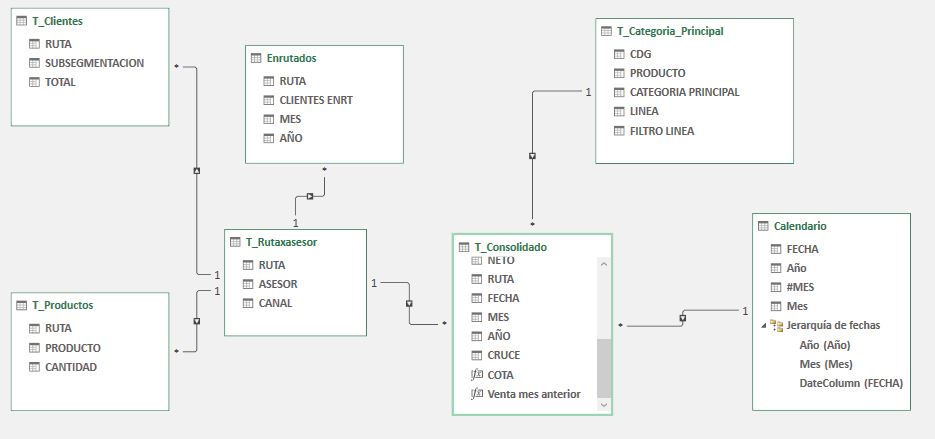 T_Clientes
RUTA
SUBSEGMENTACION
TOTAL
*
Enrutados
RUTA
CLIENTES ENRT
MES
AÑO
*
1
T_Categoria_Principal
CDG
PRODUCTO
CATEGORIA PRINCIPAL
LINEA
FILTRO LINEA
1
*
T_Rutaxasesor
RUTA
ASESOR
CANAL
1
1
1
*
T_Productos
RUTA
PRODUCTO
CANTIDAD
*
T_Consolidado
NETO
RUTA
FECHA
MES
AÑO
CRUCE
fx COTA
fx Venta mes anterior
*
1
Calendario
FECHA
Año
#MES
Mes
Jerarquía de fechas
Año (Año)
Mes (Mes)
DateColumn (FECHA)